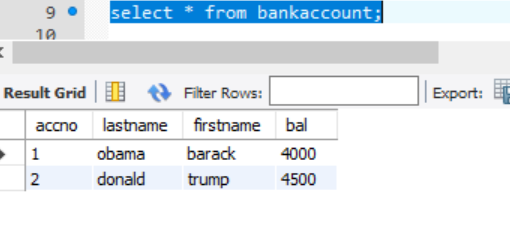 9 select * from bankaccount;
10
Result Grid Filter Rows: Export:
accno lastname firstname bal
1 obama barack 4000
2 donald trump 4500